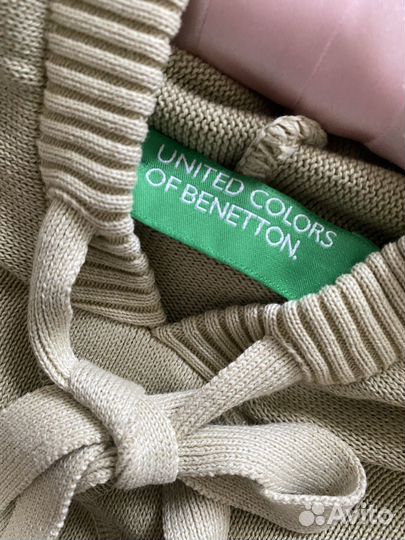 UNITED COLORS
OF BENETTON.
Avito